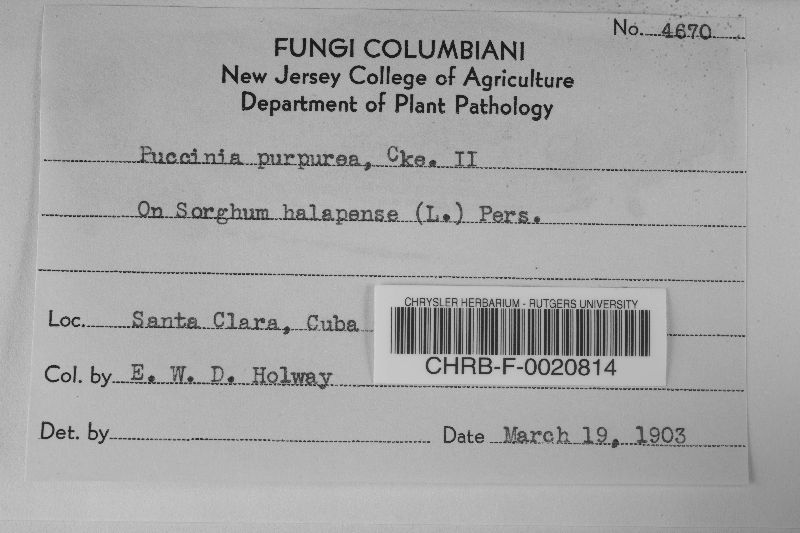 No. 4670
FUNGI COLUMBIANI
New Jersey College of Agriculture
Department of Plant Pathology
Puccinia purpurea, Cke. II
On Sorghum halapense (L.) Pers.
Loc. Santa Clara, Cuba
CHRYSLER HERBARIUM - RUTGERS UNIVERSITY
CHRB-F-0020814
Col. by E. W. D. Holway
Det. by
Date March 19, 1903